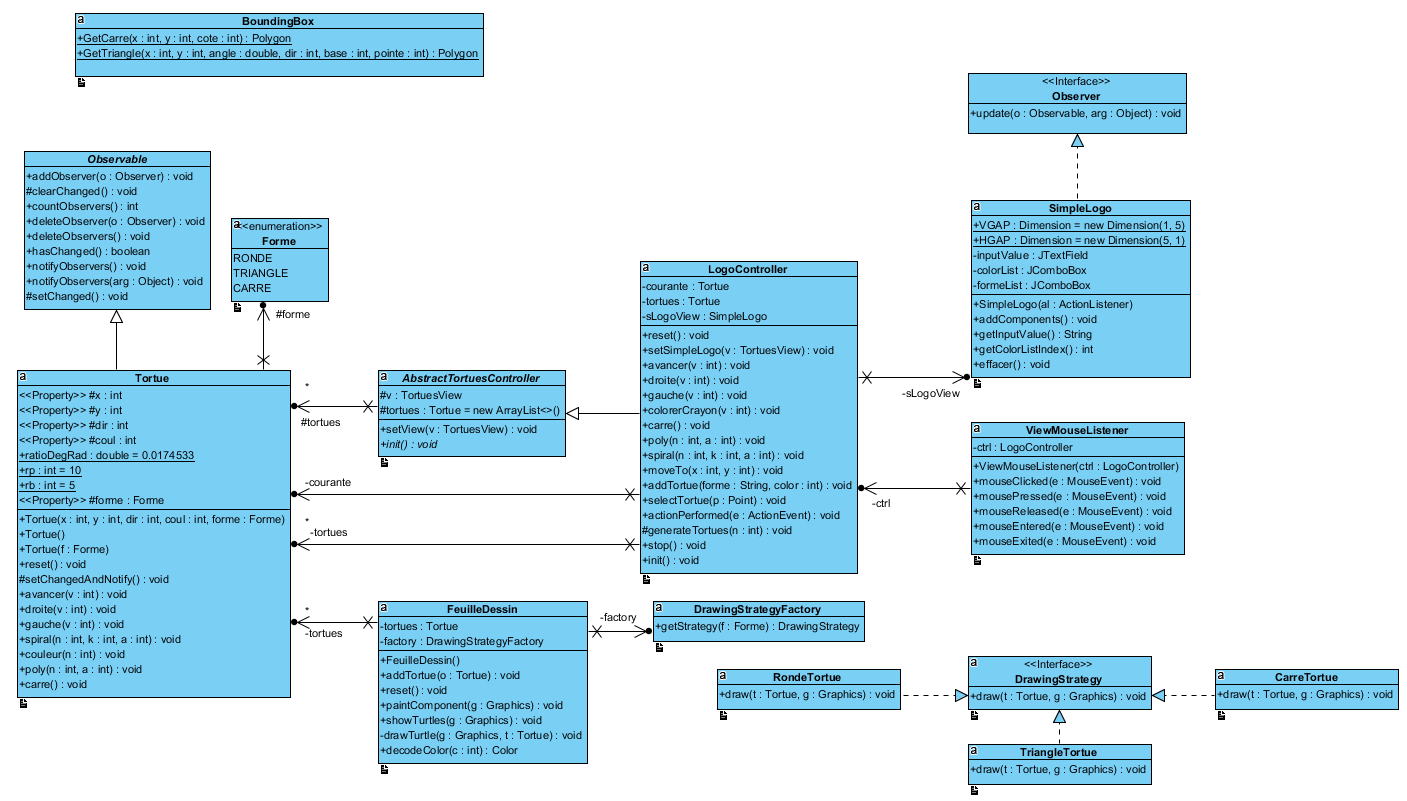 BoundingBox
+GetCarre(x : int, y : int, cote : int) : Polygon
+GetTriangle(x : int, y : int, angle : double, dir : int, base : int, pointe : int) : Polygon
<<Interface>>
Observer
+update(o : Observable, arg : Object) : void
Observable
+addObserver(o : Observer) : void
#clearChanged() : void
+countObservers() : int
+deleteObserver(o : Observer) : void
+deleteObservers() : void
+hasChanged() : boolean
+notifyObservers() : void
+notifyObservers(arg : Object) : void
#setChanged() : void
<<enumeration>>
Forme
RONDE
TRIANGLE
CARRE
#forme
SimpleLogo
+VGAP : Dimension = new Dimension(1, 5)
+HGAP : Dimension = new Dimension(5, 1)
-inputValue : JTextField
-colorList : JComboBox
-formeList : JComboBox
+SimpleLogo(al : ActionListener)
+addComponents() : void
+getInputValue() : String
+getColorListIndex() : int
+effacer() : void
LogoController
-courante : Tortue
-tortues : Tortue
-sLogoView : SimpleLogo
+reset() : void
+setSimpleLogo(v : TortuesView) : void
+avancer(v : int) : void
+droite(v : int) : void
+gauche(v : int) : void
+colorerCrayon(v : int) : void
+carre() : void
+poly(n : int, a : int) : void
+spiral(n : int, k : int, a : int) : void
+moveTo(x : int, y : int) : void
+addTortue(forme : String, color : int) : void
+selectTortue(p : Point) : void
+actionPerformed(e : ActionEvent) : void
#generateTortues(n : int) : void
+stop() : void
+init() : void
-sLogoView
Tortue
<<Property>> #x : int
<<Property>> #y : int
<<Property>> #dir : int
<<Property>> #coul : int
+ratioDegRad : double = 0.0174533
+rp : int = 10
+rb : int = 5
<<Property>> #forme : Forme
+Tortue(x : int, y : int, dir : int, coul : int, forme : Forme)
+Tortue()
+Tortue(f : Forme)
+reset() : void
#setChangedAndNotify() : void
+avancer(v : int) : void
+droite(v : int) : void
+gauche(v : int) : void
+spiral(n : int, k : int, a : int) : void
+couleur(n : int) : void
+poly(n : int, a : int) : void
+carre() : void
*
#tortues
AbstractTortuesController
#v : TortuesView
#tortues : Tortue = new ArrayList<>()
+setView(v : TortuesView) : void
+init() : void
-courante
*
-tortues
ViewMouseListener
-ctrl : LogoController
+ViewMouseListener(ctrl : LogoController)
+mouseClicked(e : MouseEvent) : void
+mousePressed(e : MouseEvent) : void
+mouseReleased(e : MouseEvent) : void
+mouseEntered(e : MouseEvent) : void
+mouseExited(e : MouseEvent) : void
-ctrl
*
-tortues
FeuilleDessin
-tortues : Tortue
-factory : DrawingStrategyFactory
+FeuilleDessin()
+addTortue(o : Tortue) : void
+reset() : void
+paintComponent(g : Graphics) : void
+showTurtles(g : Graphics) : void
-drawTurtle(g : Graphics, t : Tortue) : void
+decodeColor(c : int) : Color
-factory
DrawingStrategyFactory
+getStrategy(f : Forme) : DrawingStrategy
RondeTortue
+draw(t : Tortue, g : Graphics) : void
<<Interface>>
DrawingStrategy
+draw(t : Tortue, g : Graphics) : void
CarreTortue
+draw(t : Tortue, g : Graphics) : void
TriangleTortue
+draw(t : Tortue, g : Graphics) : void